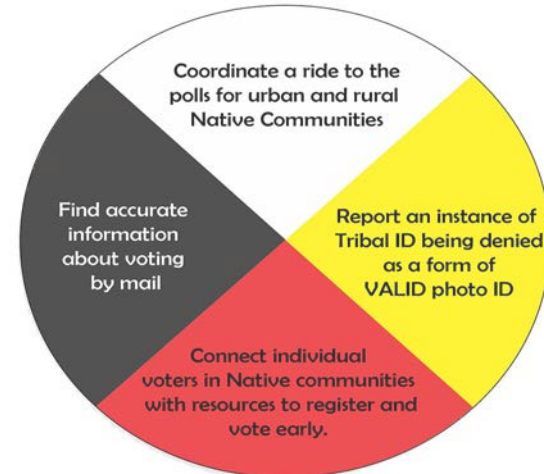 Coordinate a ride to the
polls for urban and rural
Native Communities
Find accurate
information
about voting
by mail
Report an instance of
Tribal ID being denied
as a form of
VALID photo ID
Connect individual
voters in Native communities
with resources to register and
vote early.